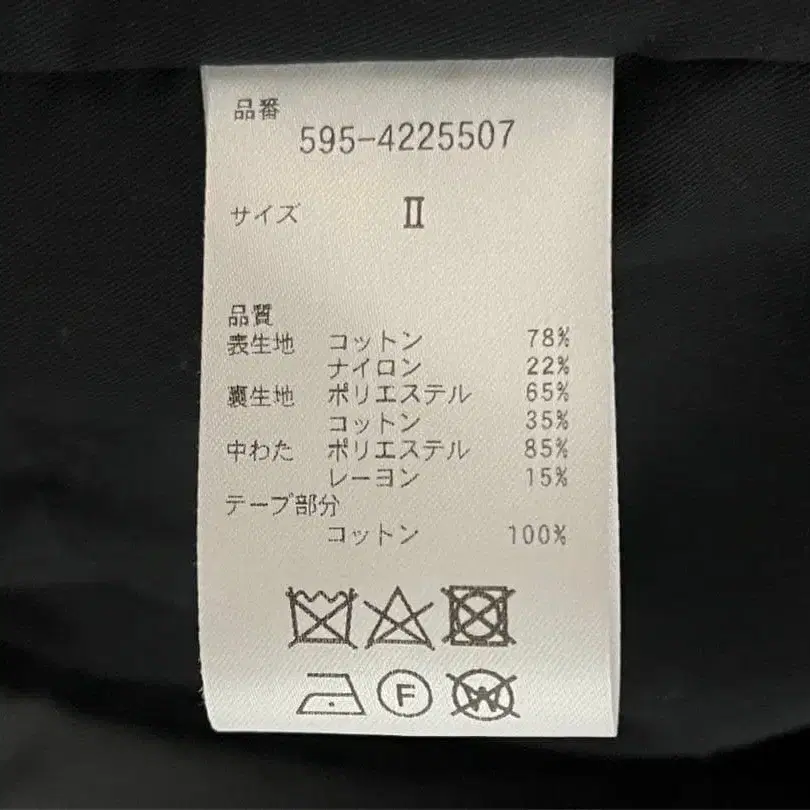 品番
595-4225507
サイズ Ⅱ
品質
表生地 コットン 78%
ナイロン 22%
裏生地 ポリエステル 65%
コットン 35%
中わた ポリエステル 85%
レーヨン 15%
テープ部分
コットン 100%
F
W